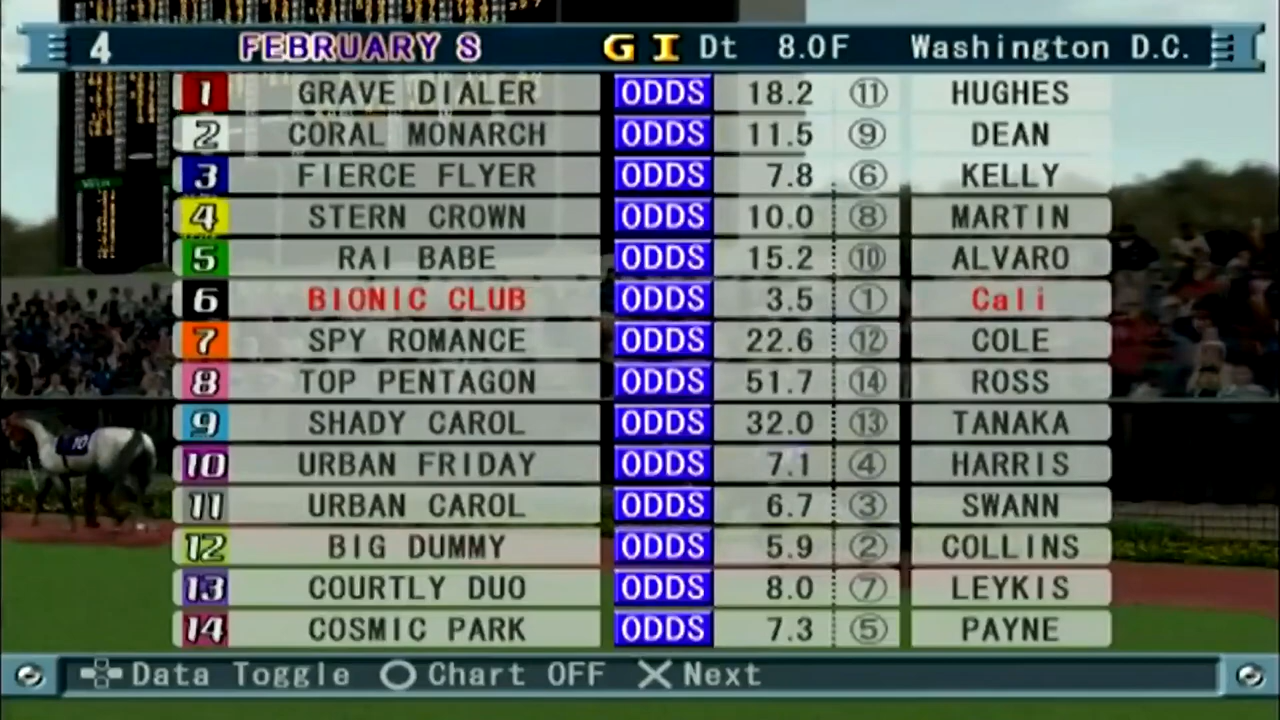 4 FEBRUARY S GI Dt 8.0F Washington D.C.
1 GRAVE DIALER ODDS 18.2 ⑪ HUGHES
2 CORAL MONARCH ODDS 11.5 ⑨ DEAN
3 FIERCE FLYER ODDS 7.8 ⑥ KELLY
4 STERN CROWN ODDS 10.0 ⑧ MARTIN
5 RAI BABE ODDS 15.2 ⑩ ALVARO
6 BIONIC CLUB ODDS 3.5 ① Cali
7 SPY ROMANCE ODDS 22.6 ⑫ COLE
8 TOP PENTAGON ODDS 51.7 ⑭ ROSS
9 SHADY CAROL ODDS 32.0 ⑬ TANAKA
10 URBAN FRIDAY ODDS 7.1 ④ HARRIS
11 URBAN CAROL ODDS 6.7 ③ SWANN
12 BIG DUMMY ODDS 5.9 ② COLLINS
13 COURTLY DUO ODDS 8.0 ⑦ LEYKIS
14 COSMIC PARK ODDS 7.3 ⑤ PAYNE
10
Data Toggle Chart OFF Next